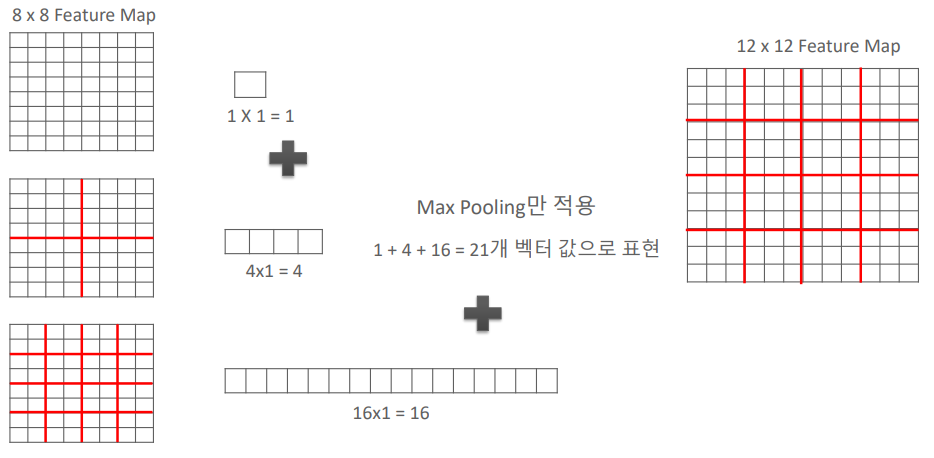 8 x 8 Feature Map
12 x 12 Feature Map
1 X 1 = 1
Max Pooling만 적용
1 + 4 + 16 = 21개 벡터 값으로 표현
4x1 = 4
16x1 = 16